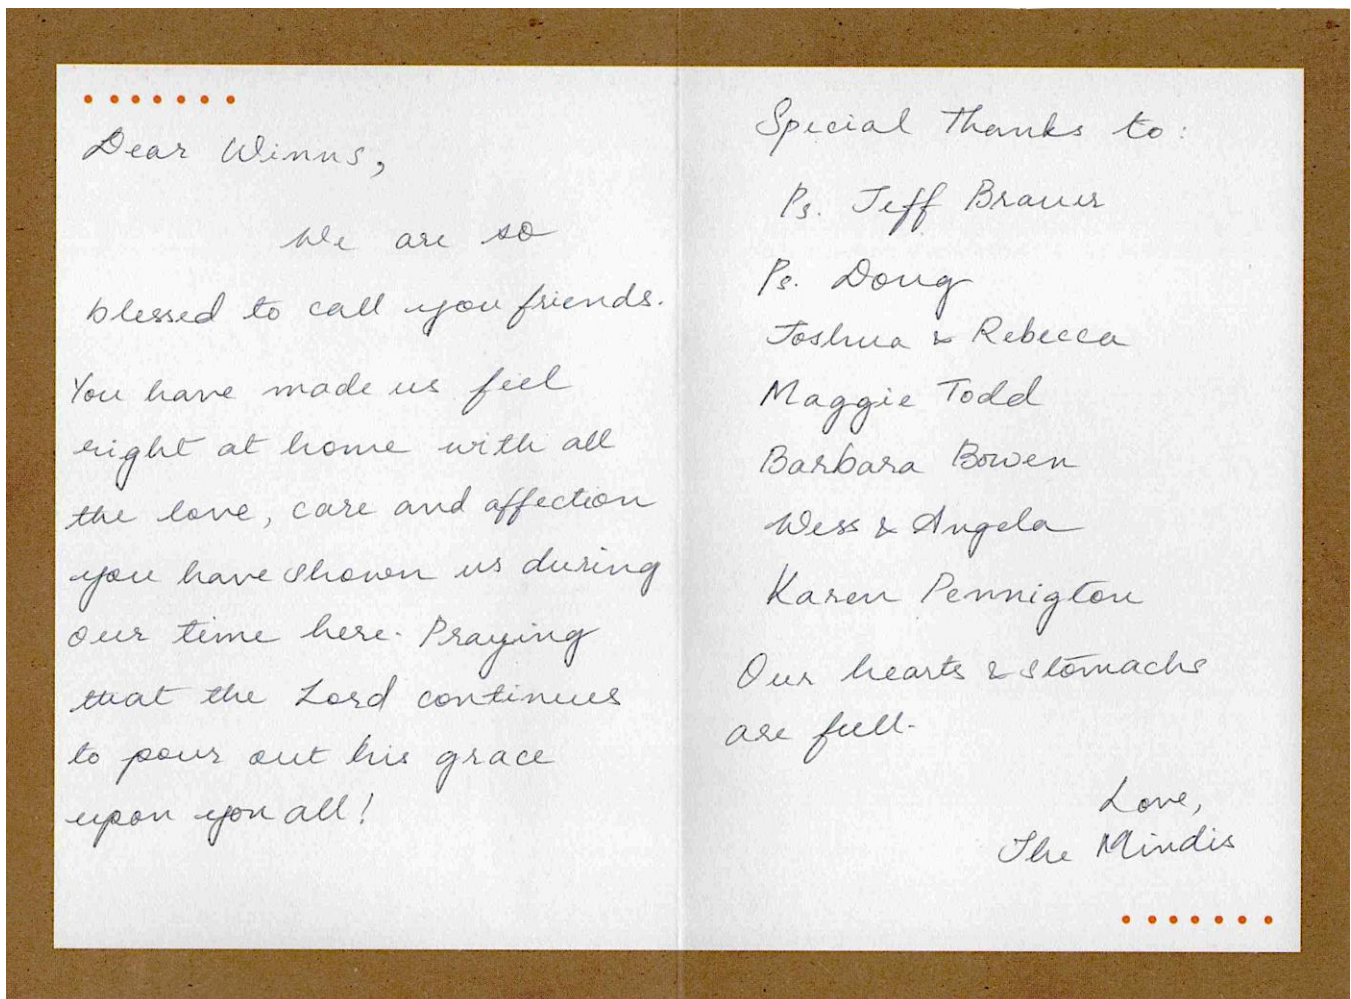 Dear Winns,
We are so
blessed to call you friends.
You have made us feel
right at home with all
the love, care and affection
you have shown us during
our time here. Praying
that the Lord continues
to pour out his grace
upon you all!
Special Thanks to:
Ps. Jeff Brauer
Ps. Doug
Joshua & Rebecca
Maggie Todd
Barbara Bowen
Wess & Angela
Karen Pennigton
Our hearts & stomachs
are full.
Love,
The Mindis